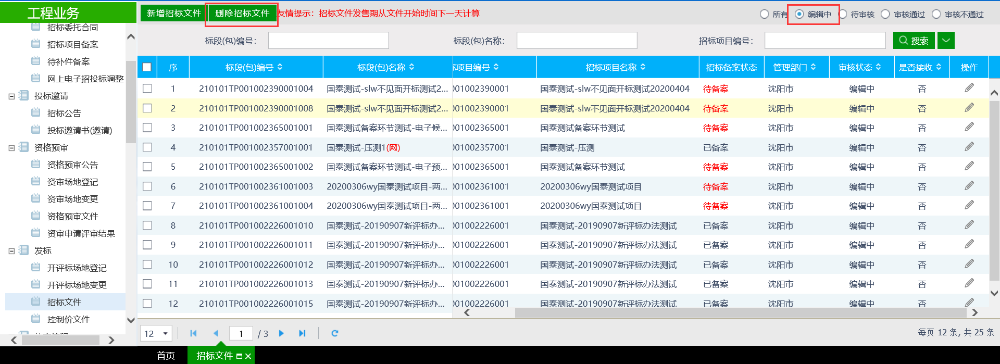 工程业务
招标委托合同
招标项目备案
待补件备案
网上电子招投标调整
投标邀请
招标公告
投标邀请书(邀请)
资格预审
资格预审公告
资审场地登记
资审场地变更
资格预审文件
资审申请评审结果
发标
开评标场地登记
开评标场地变更
招标文件
控制价文件
新增招标文件 删除招标文件 友情提示：招标文件发售期从文件开始时间下一天计算 所有 编辑中 待审核 审核通过 审核不通过
标段(包)编号： 标段(包)名称： 招标项目编号： 搜索
序 标段(包)编号 标段(包)名称 标项目编号 招标项目名称 招标备案状态 管理部门 审核状态 是否接收 操作
1 210101TP001002390001004 国泰测试-slw不见面开标测试2... 001002390001 国泰测试-slw不见面开标测试20200404 待备案 沈阳市 编辑中 否
2 210101TP001002390001008 国泰测试-slw不见面开标测试2... 001002390001 国泰测试-slw不见面开标测试20200404 待备案 沈阳市 编辑中 否
3 210101TP001002365001001 国泰测试备案环节测试-电子候... 001002365001 国泰测试备案环节测试 待备案 沈阳市 编辑中 否
4 210101TP001002357001001 国泰测试-压测1(网) 001002357001 国泰测试-压测 已备案 沈阳市 编辑中 否
5 210101TP001002365001002 国泰测试备案环节测试-电子预... 001002365001 国泰测试备案环节测试 待备案 沈阳市 编辑中 否
6 210101TP001002361001003 20200306wy国泰测试项目-两... 001002361001 20200306wy国泰测试项目 待备案 沈阳市 编辑中 否
7 210101TP001002361001004 20200306wy国泰测试项目-两... 001002361001 20200306wy国泰测试项目 待备案 沈阳市 编辑中 否
8 210101TP001002226001010 国泰测试-20190907新评标办... 001002226001 国泰测试-20190907新评标办法测试 已备案 沈阳市 编辑中 否
9 210101TP001002226001011 国泰测试-20190907新评标办... 001002226001 国泰测试-20190907新评标办法测试 已备案 沈阳市 编辑中 否
10 210101TP001002226001012 国泰测试-20190907新评标办... 001002226001 国泰测试-20190907新评标办法测试 已备案 沈阳市 编辑中 否
11 210101TP001002226001013 国泰测试-20190907新评标办... 001002226001 国泰测试-20190907新评标办法测试 已备案 沈阳市 编辑中 否
12 210101TP001002226001015 国泰测试-20190907新评标办... 001002226001 国泰测试-20190907新评标办法测试 已备案 沈阳市 编辑中 否
12 1 / 3 每页 12 条, 共 25 条
首页 招标文件